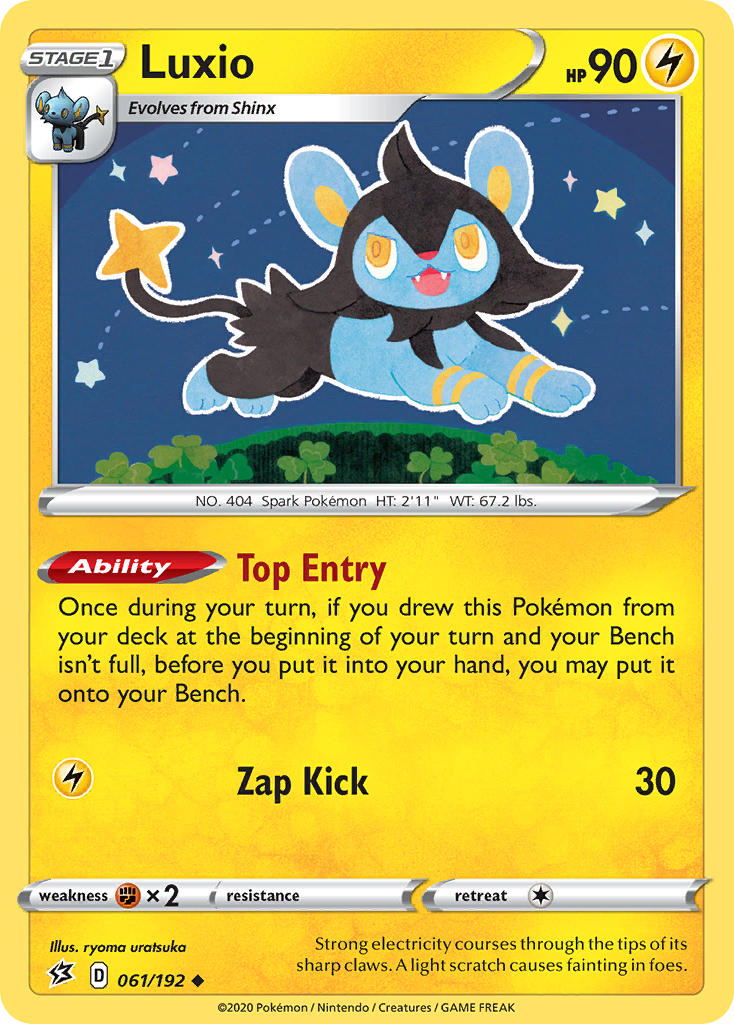 STAGE 1
Luxio
HP 90
Evolves from Shinx
NO. 404 Spark Pokémon HT: 2'11" WT: 67.2 lbs.
Ability Top Entry
Once during your turn, if you drew this Pokémon from
your deck at the beginning of your turn and your Bench
isn't full, before you put it into your hand, you may put it
onto your Bench.
Zap Kick 30
weakness ×2 resistance retreat
Illus. ryoma uratsuka
Strong electricity courses through the tips of its
sharp claws. A light scratch causes fainting in foes.
D 061/192
©2020 Pokémon / Nintendo / Creatures / GAME FREAK